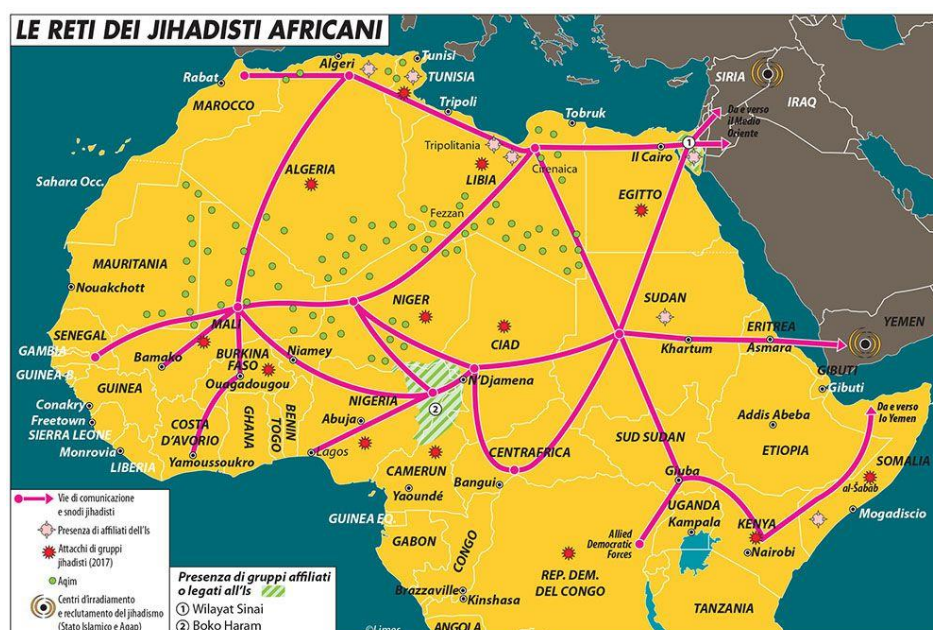 LE RETI DEI JIHADISTI AFRICANI
Algeri
Tunisi
SIRIA
Rabat
TUNISIA
IRAQ
MAROCCO
Tripoli
Tobruk
Da e verso
il Medio
Oriente
Tripolitania
Il Cairo
1
Cirenaica
ALGERIA
LIBIA
Sahara Occ.
EGITTO
Fezzan
MAURITANIA
Nouakchott
NIGER
SUDAN
MALI
YEMEN
SENEGAL
CIAD
ERITREA
GAMBIA
Bamako
BURKINA
FASO
Niamey
Khartum
Asmara
GUINEA B.
GIBUTI
GUINEA
Ouagadougou
N'Djamena
Gibuti
NIGERIA
2
Conakry
Abuja
Addis Abeba
Da e verso
lo Yemen
Freetown
COSTA
D'AVORIO
GHANA
BENIN
TOGO
SIERRA LEONE
CENTRAFRICA
SUD SUDAN
ETIOPIA
Monrovia
Lagos
SOMALIA
LIBERIA
Yamoussoukro
CAMERUN
Bangui
Giuba
al-Šabāb
Yaoundé
UGANDA
Mogadiscio
GUINEA EQ.
Kampala
KENYA
Allied
Democratic
Forces
GABON
CONGO
Nairobi
REP. DEM.
DEL CONGO
Brazzaville
Kinshasa
TANZANIA
ANGOLA
©Limes
Vie di comunicazione
e snodi jihadisti
Presenza di affiliati dell'Is
Attacchi di gruppi
jihadisti (2017)
Aqim
Centri d'irradiamento
e reclutamento del jihadismo
(Stato Islamico e Aqap)
Presenza di gruppi affiliati
o legati all'Is
1 Wilayat Sinai
2 Boko Haram